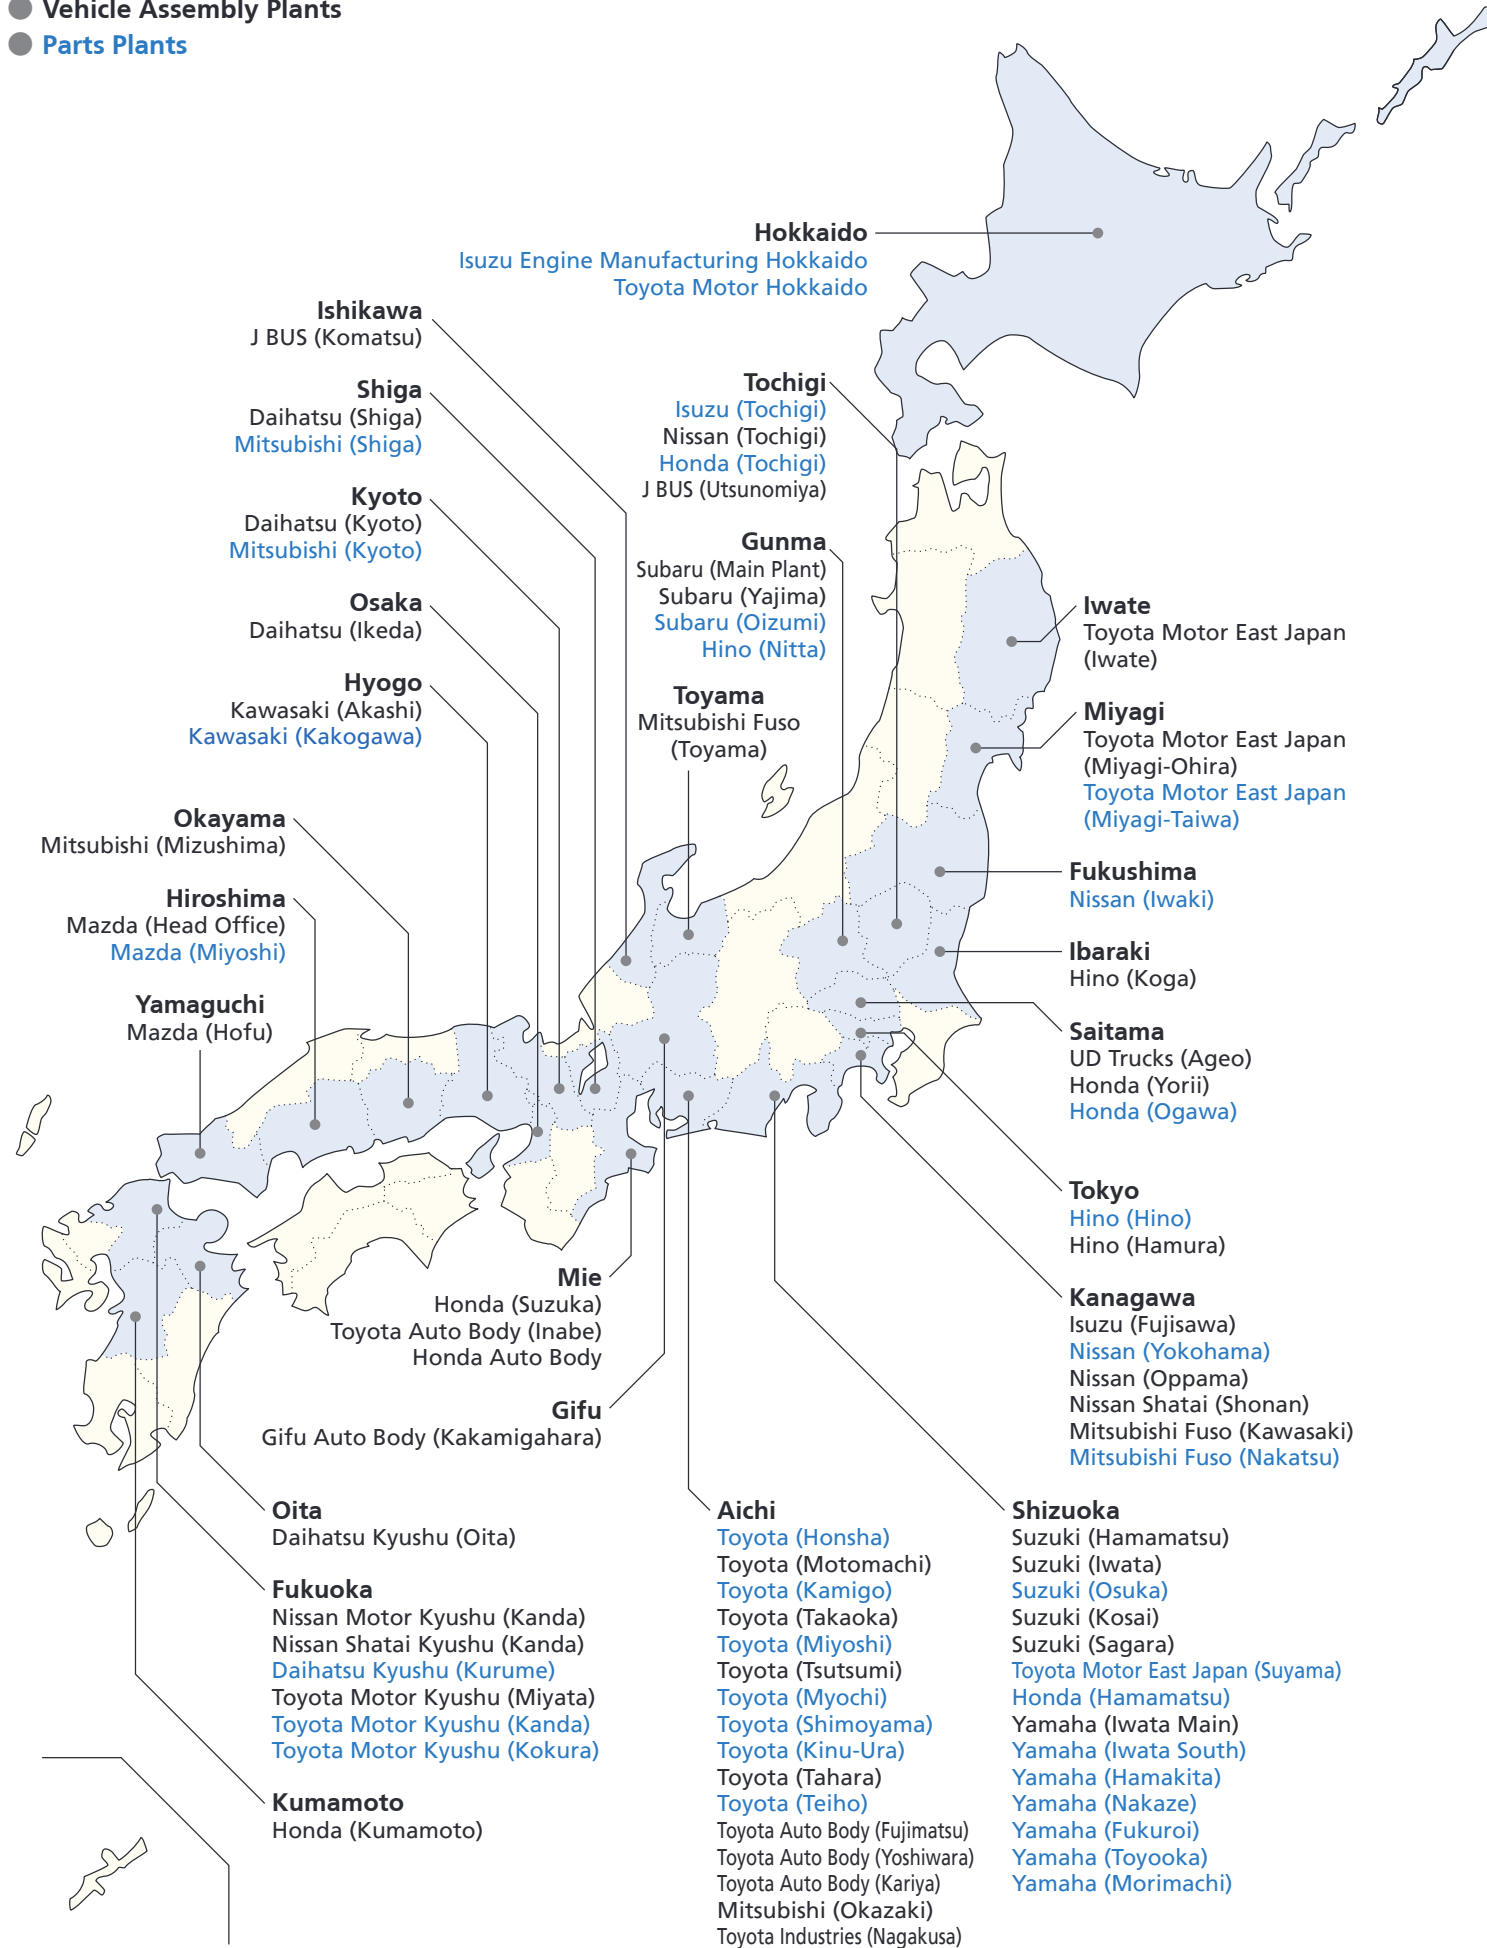 Vehicle Assembly Plants
Parts Plants
Hokkaido
Isuzu Engine Manufacturing Hokkaido
Toyota Motor Hokkaido
Ishikawa
J BUS (Komatsu)
Shiga
Daihatsu (Shiga)
Mitsubishi (Shiga)
Kyoto
Daihatsu (Kyoto)
Mitsubishi (Kyoto)
Osaka
Daihatsu (Ikeda)
Hyogo
Kawasaki (Akashi)
Kawasaki (Kakogawa)
Okayama
Mitsubishi (Mizushima)
Hiroshima
Mazda (Head Office)
Mazda (Miyoshi)
Yamaguchi
Mazda (Hofu)
Tochigi
Isuzu (Tochigi)
Nissan (Tochigi)
Honda (Tochigi)
J BUS (Utsunomiya)
Gunma
Subaru (Main Plant)
Subaru (Yajima)
Subaru (Oizumi)
Hino (Nitta)
Toyama
Mitsubishi Fuso
(Toyama)
Iwate
Toyota Motor East Japan
(Iwate)
Miyagi
Toyota Motor East Japan
(Miyagi-Ohira)
Toyota Motor East Japan
(Miyagi-Taiwa)
Fukushima
Nissan (Iwaki)
Ibaraki
Hino (Koga)
Saitama
UD Trucks (Ageo)
Honda (Yorii)
Honda (Ogawa)
Tokyo
Hino (Hino)
Hino (Hamura)
Kanagawa
Isuzu (Fujisawa)
Nissan (Yokohama)
Nissan (Oppama)
Nissan Shatai (Shonan)
Mitsubishi Fuso (Kawasaki)
Mitsubishi Fuso (Nakatsu)
Mie
Honda (Suzuka)
Toyota Auto Body (Inabe)
Honda Auto Body
Gifu
Gifu Auto Body (Kakamigahara)
Oita
Daihatsu Kyushu (Oita)
Fukuoka
Nissan Motor Kyushu (Kanda)
Nissan Shatai Kyushu (Kanda)
Daihatsu Kyushu (Kurume)
Toyota Motor Kyushu (Miyata)
Toyota Motor Kyushu (Kanda)
Toyota Motor Kyushu (Kokura)
Kumamoto
Honda (Kumamoto)
Aichi
Toyota (Honsha)
Toyota (Motomachi)
Toyota (Kamigo)
Toyota (Takaoka)
Toyota (Miyoshi)
Toyota (Tsutsumi)
Toyota (Myochi)
Toyota (Shimoyama)
Toyota (Kinu-Ura)
Toyota (Tahara)
Toyota (Teiho)
Toyota Auto Body (Fujimatsu)
Toyota Auto Body (Yoshiwara)
Toyota Auto Body (Kariya)
Mitsubishi (Okazaki)
Toyota Industries (Nagakusa)
Shizuoka
Suzuki (Hamamatsu)
Suzuki (Iwata)
Suzuki (Osuka)
Suzuki (Kosai)
Suzuki (Sagara)
Toyota Motor East Japan (Suyama)
Honda (Hamamatsu)
Yamaha (Iwata Main)
Yamaha (Iwata South)
Yamaha (Hamakita)
Yamaha (Nakaze)
Yamaha (Fukuroi)
Yamaha (Toyooka)
Yamaha (Morimachi)